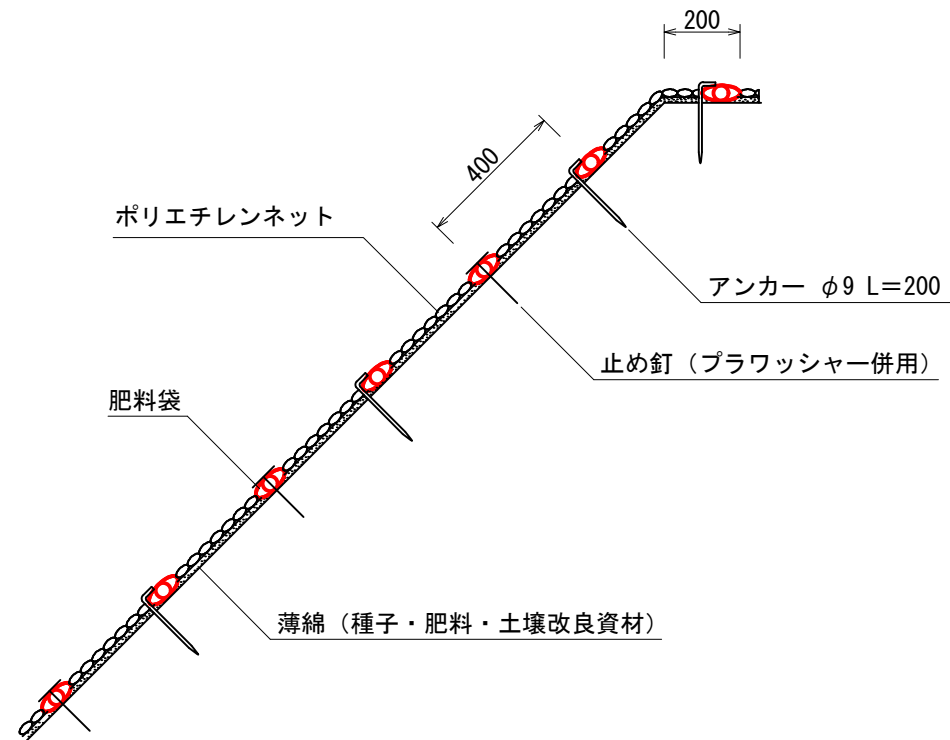 200
400
ポリエチレンネット
アンカー φ9 L=200
止め釘（プラワッシャー併用）
肥料袋
薄綿（種子・肥料・土壌改良資材）